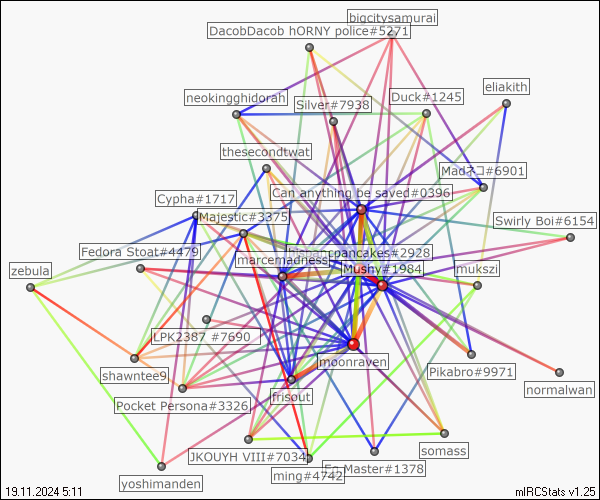 bigcitysamurai
DacobDacob hORNY police#5271
eliakith
neokingghidorah
Silver#7938
Duck#1245
thesecondtwat
Madネコ#6901
Cypha#1717
Can anything be saved#0396
Majestic#3375
Swirly Boi#6154
Fedora Stoat#4479
pancakes#2928
marcemadness
zebula
Mushy#1984
mukszi
LPK2387 #7690
moonraven
shawntee9
Pikabro#9971
normalwan
Pocket Persona#3326
frisout
JKOUYH VIII#7034
somass
yoshimanden
ming#4742
Master#1378
19.11.2024 5:11
mIRCStats v1.25